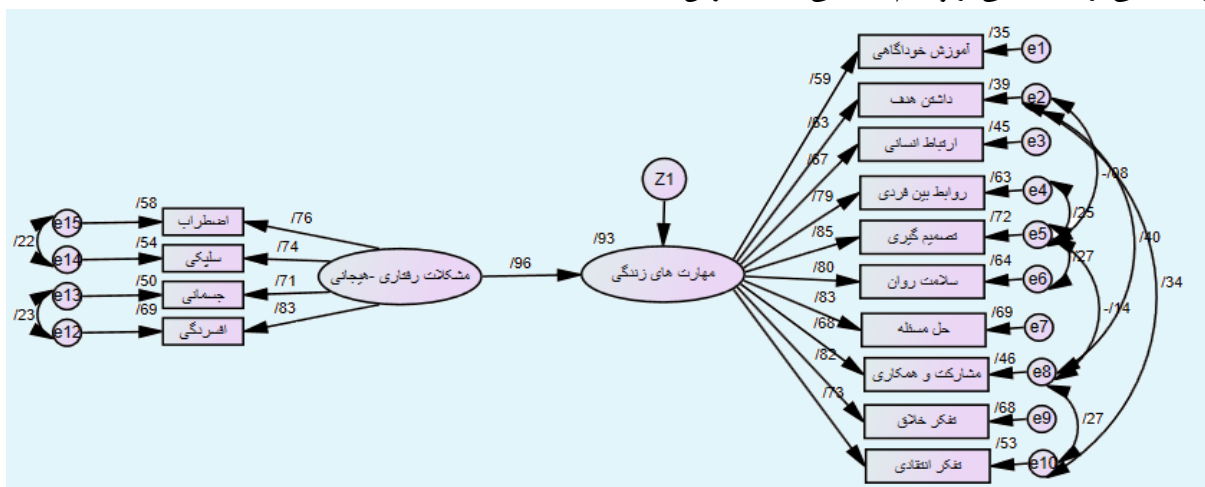 آموزش خوداگاهی
داشتن هدف
ارتباط انسانی
روابط بین فردی
تصمیم گیری
سلامت روان
حل مسئله
مشارکت و همکاری
تفکر خلاق
تفکر انتقادی
e1
e2
e3
e4
e5
e6
e7
e8
e9
e10
/35
/39
/45
/63
/72
/64
/69
/46
/68
/53
/59
/63
/67
/79
/85
/80
/83
/68
/82
/73
-/08
/25
/27
/40
/34
-/14
/27
Z1
/93
مهارت های زندگی
/96
مشکلات رفتاری -هیجانی
/76
/74
/71
/83
اضطراب
سلیکی
جسمانی
افسردگی
/58
/54
/50
/69
e15
e14
e13
e12
/22
/23